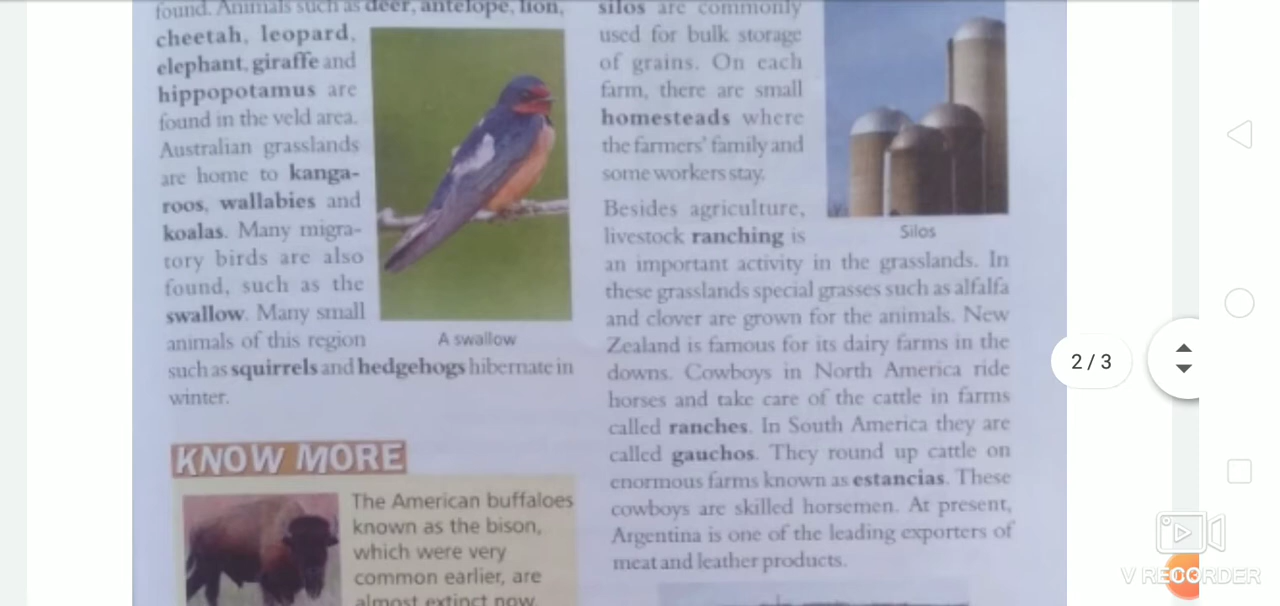 found. Animals such as deer, antelope, lion,
cheetah, leopard,
elephant, giraffe and
hippopotamus are
found in the veld area.
Australian grasslands
are home to kanga-
roos, wallabies and
koalas. Many migra-
tory birds are also
found, such as the
swallow. Many small
animals of this region
such as squirrels and hedgehogs hibernate in
winter.
A swallow
KNOW MORE
The American buffaloes
known as the bison,
which were very
common earlier, are
almost extinct now.
silos are commonly
used for bulk storage
of grains. On each
farm, there are small
homesteads where
the farmers' family and
some workers stay.
Silos
Besides agriculture,
livestock ranching is
an important activity in the grasslands. In
these grasslands special grasses such as alfalfa
and clover are grown for the animals. New
Zealand is famous for its dairy farms in the
downs. Cowboys in North America ride
horses and take care of the cattle in farms
called ranches. In South America they are
called gauchos. They round up cattle on
enormous farms known as estancias. These
cowboys are skilled horsemen. At present,
Argentina is one of the leading exporters of
meat and leather products.
2 / 3
V RECORDER